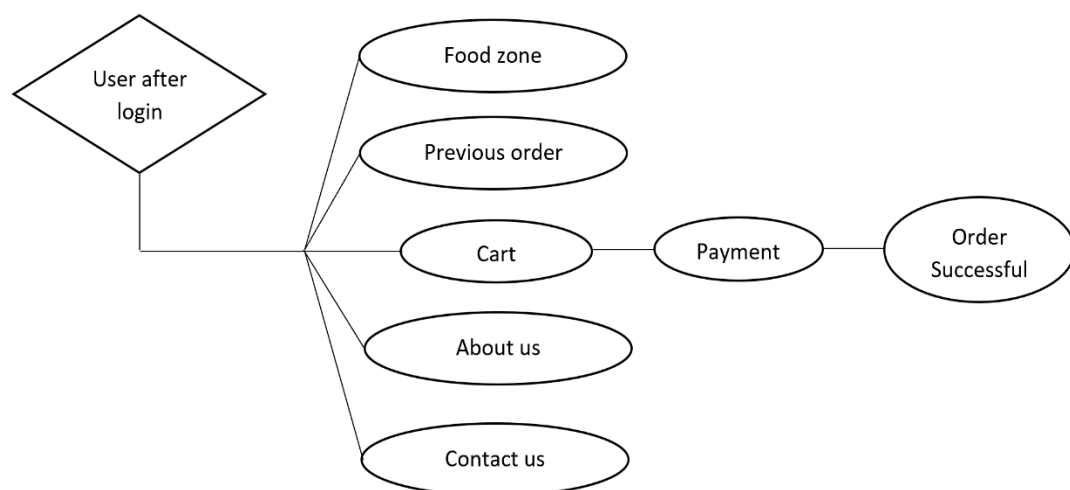 User after
login
Food zone
Previous order
Cart
Payment
Order
Successful
About us
Contact us